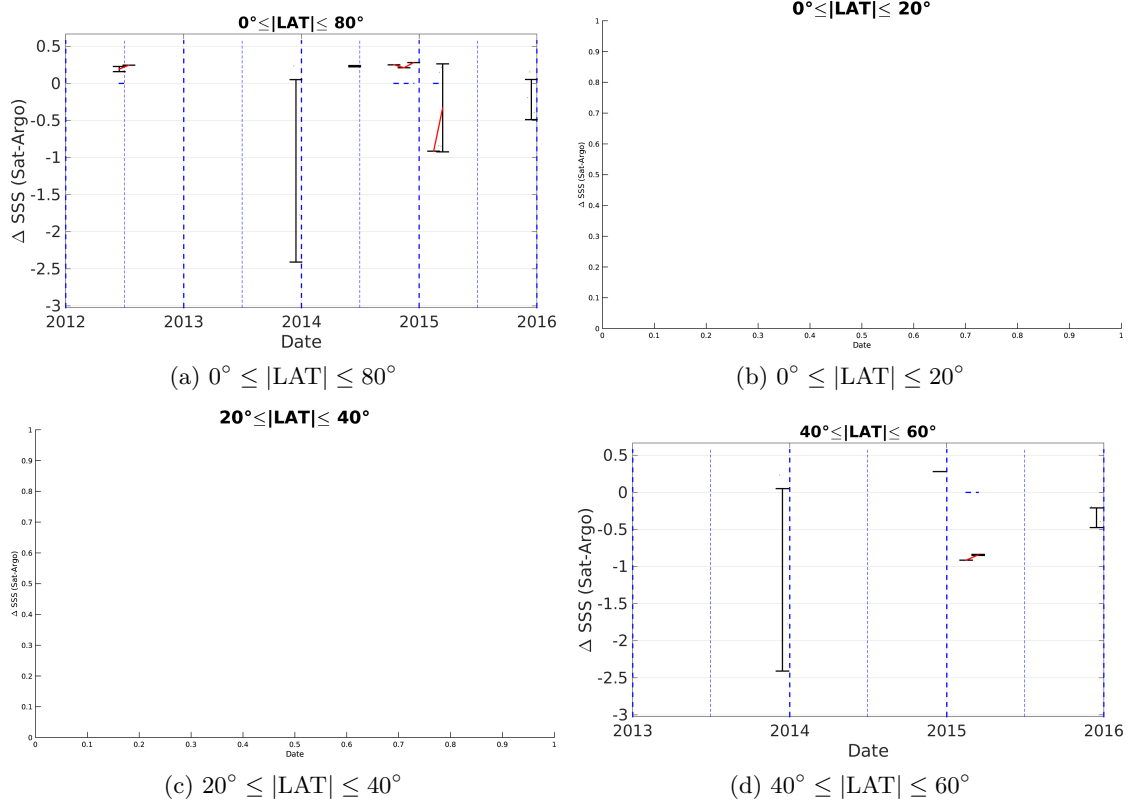 0°≤|LAT|≤ 80°
0.5
0
-0.5
-1
-1.5
-2
-2.5
-3
Δ SSS (Sat-Argo)
2012 2013 2014 2015 2016
Date
(a) 0° ≤ |LAT| ≤ 80°
0°≤|LAT|≤ 20°
1
0.9
0.8
0.7
0.6
0.5
0.4
0.3
0.2
0.1
0
Δ SSS (Sat-Argo)
0 0.1 0.2 0.3 0.4 0.5 0.6 0.7 0.8 0.9 1
Date
(b) 0° ≤ |LAT| ≤ 20°
20°≤|LAT|≤ 40°
1
0.9
0.8
0.7
0.6
0.5
0.4
0.3
0.2
0.1
0
Δ SSS (Sat-Argo)
0 0.1 0.2 0.3 0.4 0.5 0.6 0.7 0.8 0.9 1
Date
(c) 20° ≤ |LAT| ≤ 40°
40°≤|LAT|≤ 60°
0.5
0
-0.5
-1
-1.5
-2
-2.5
-3
Δ SSS (Sat-Argo)
2013 2014 2015 2016
Date
(d) 40° ≤ |LAT| ≤ 60°